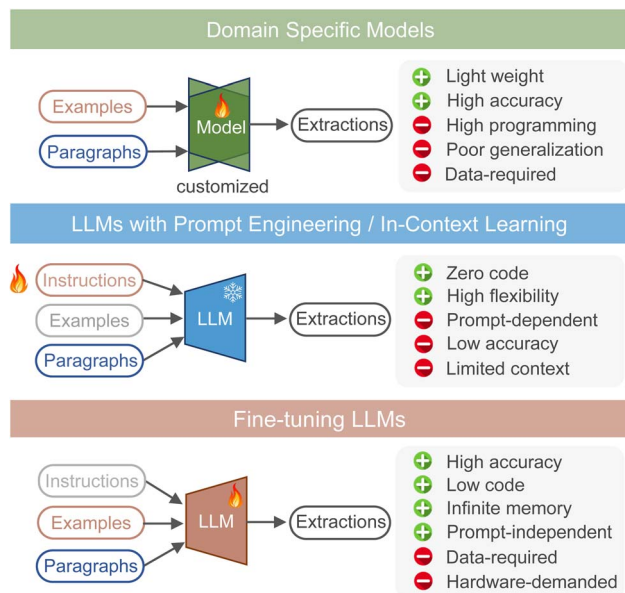 Domain Specific Models
Examples
Paragraphs
Model
customized
Extractions
Light weight
High accuracy
High programming
Poor generalization
Data-required
LLMs with Prompt Engineering / In-Context Learning
Instructions
Examples
Paragraphs
LLM
Extractions
Zero code
High flexibility
Prompt-dependent
Low accuracy
Limited context
Fine-tuning LLMs
Instructions
Examples
Paragraphs
LLM
Extractions
High accuracy
Low code
Infinite memory
Prompt-independent
Data-required
Hardware-demanded